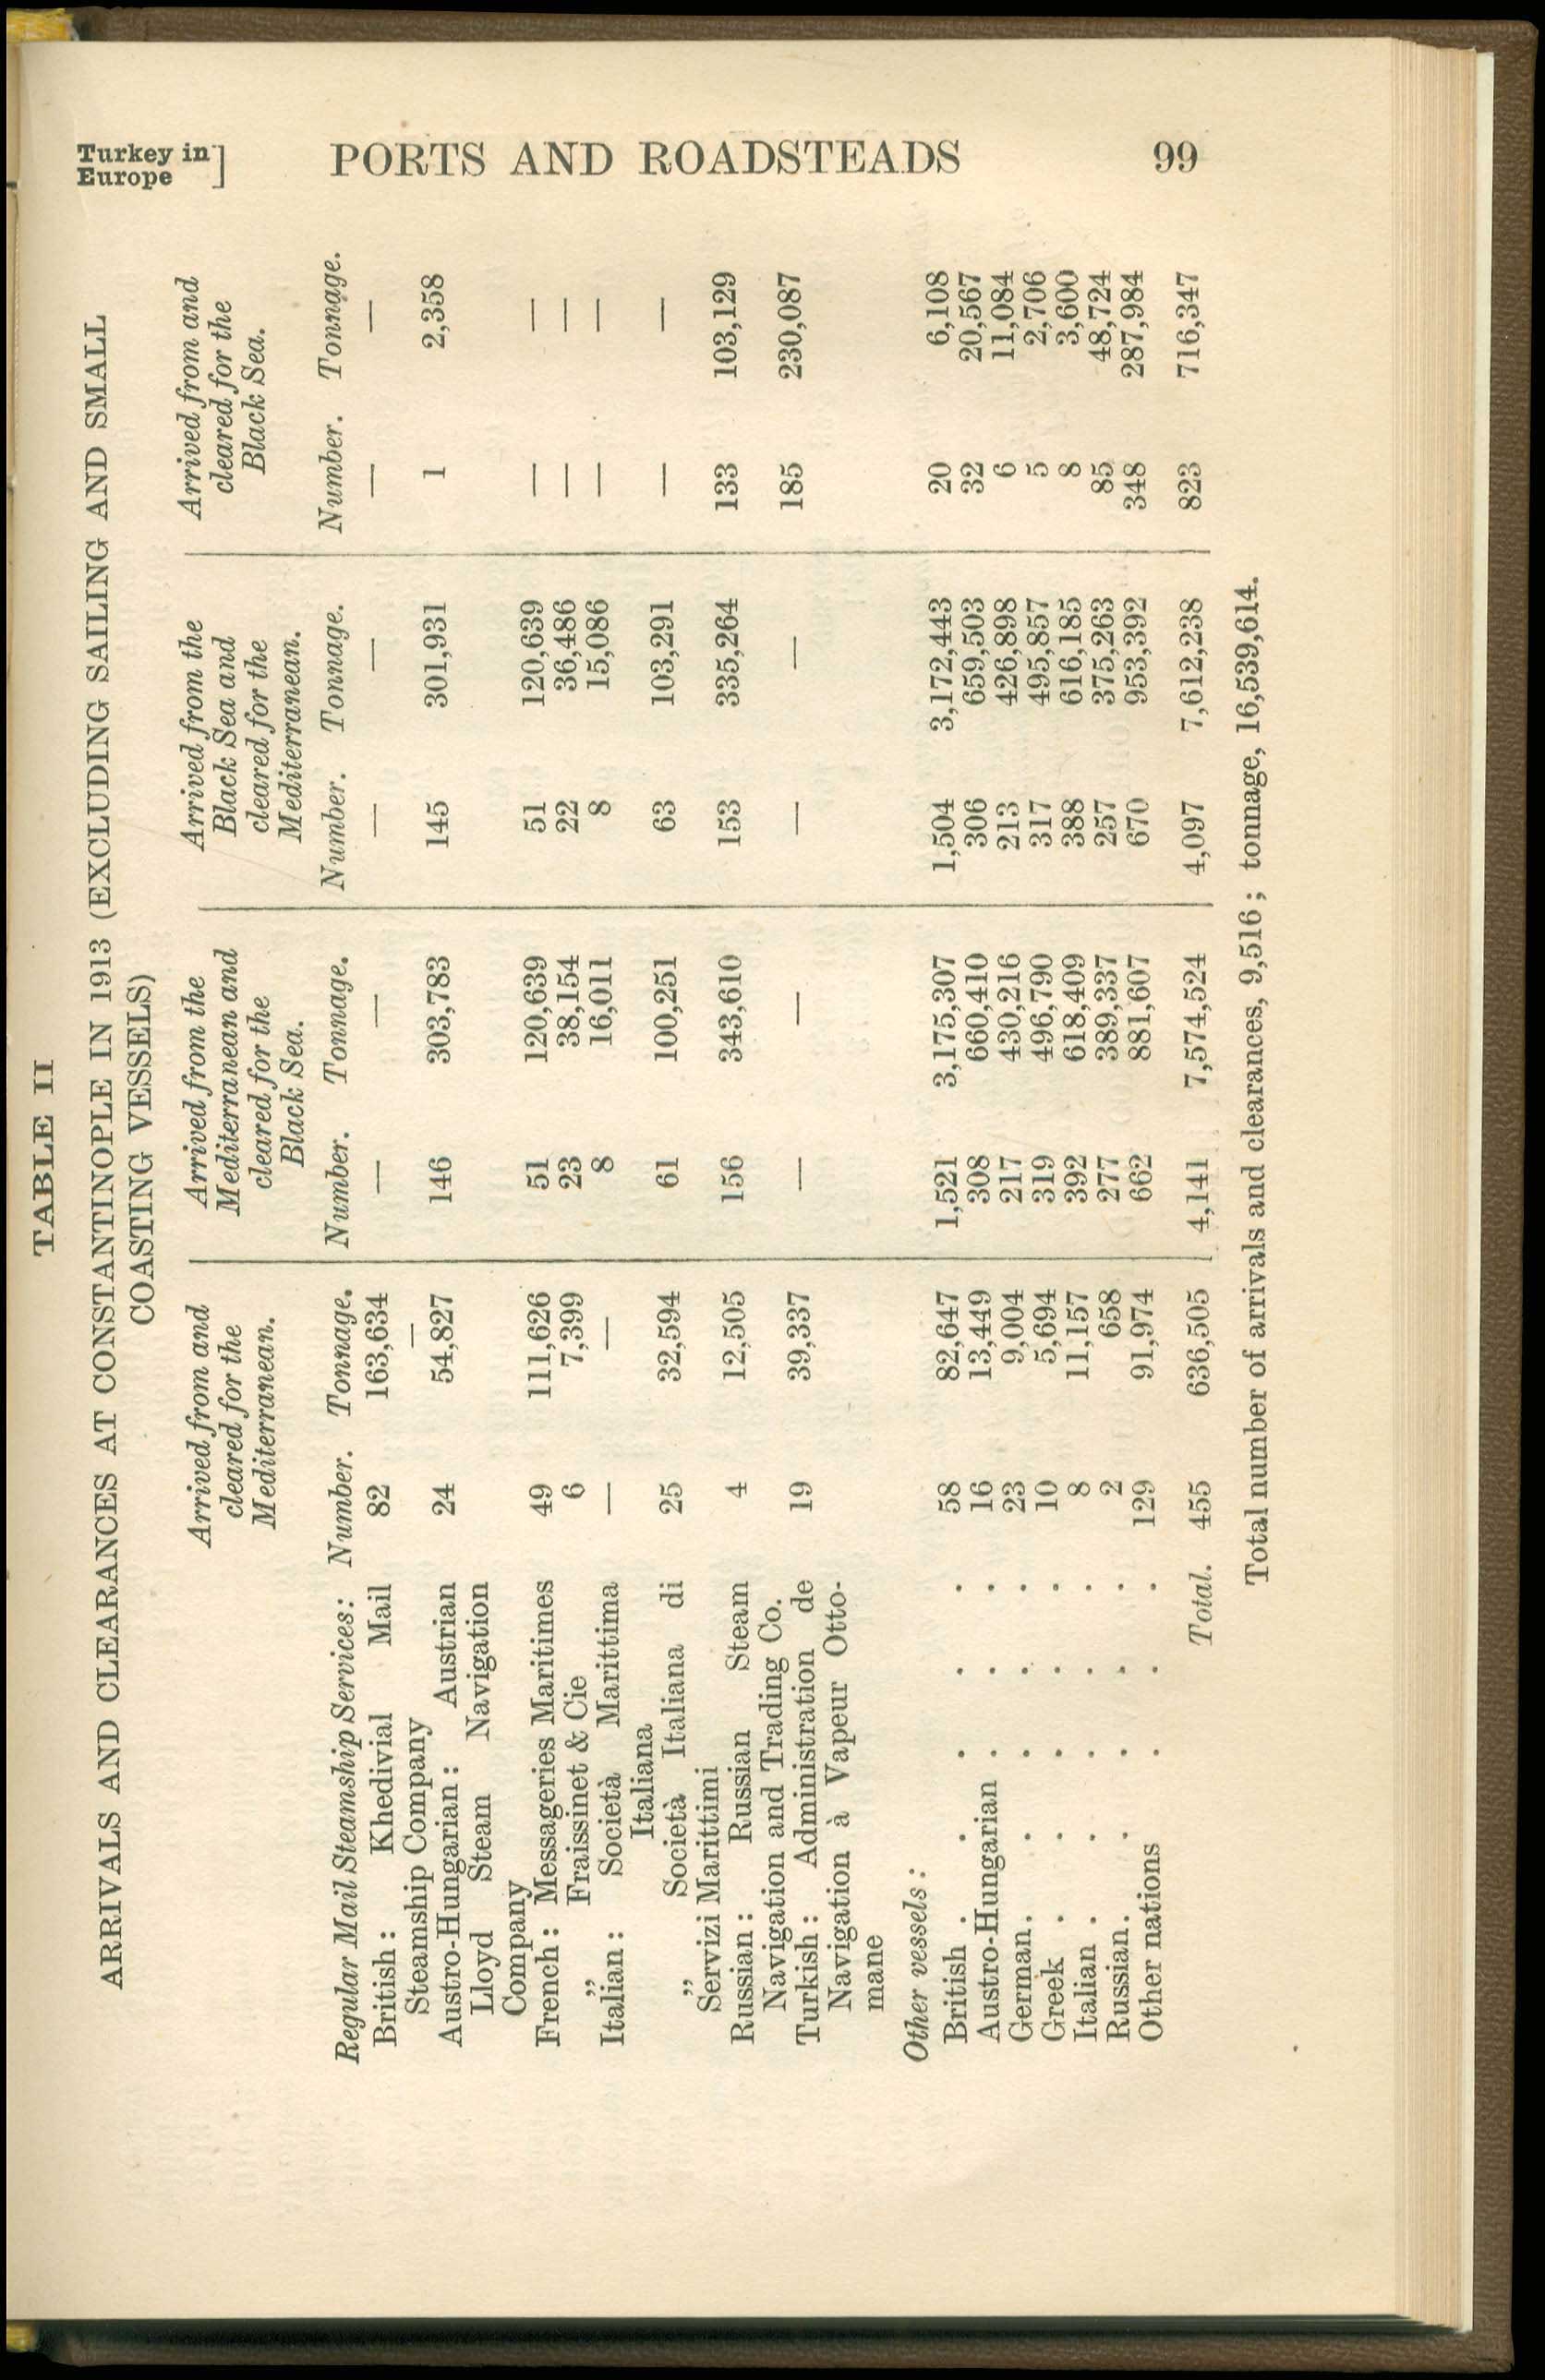 Turkey in
Europe ] PORTS AND ROADSTEADS 99
TABLE II
ARRIVALS AND CLEARANCES AT CONSTANTINOPLE IN 1913 (EXCLUDING SAILING AND SMALL
COASTING VESSELS)
Arrived from and Arrived from the Arrived from the Arrived from and
cleared for the Mediterranean and Black Sea and cleared for the
Mediterranean. cleared for the cleared for the Black Sea.
Black Sea. Mediterranean.
Regular Mail Steamship Services: Number. Tonnage. Number. Tonnage. Number. Tonnage. Number. Tonnage.
British: Khedivial Mail 82 163,634 — — — — — —
Steamship Company —
Austro-Hungarian: Austrian 24 54,827 146 303,783 145 301,931 1 2,358
Lloyd Steam Navigation
Company
French: Messageries Maritimes 49 111,626 51 120,639 51 120,639 — —
„ Fraissinet & Cie 6 7,399 23 38,154 22 36,486 — —
Italian: Società Marittima — — 8 16,011 8 15,086 — —
Italiana
„ Società Italiana di 25 32,594 61 100,251 63 103,291 — —
Servizi Marittimi
Russian: Russian Steam 4 12,505 156 343,610 153 335,264 133 103,129
Navigation and Trading Co.
Turkish: Administration de 19 39,337 — — — — 185 230,087
Navigation à Vapeur Otto-
mane
Other vessels:
British . . . . . 58 82,647 1,521 3,175,307 1,504 3,172,443 20 6,108
Austro-Hungarian . . . 16 13,449 308 660,410 306 659,503 32 20,567
German . . . . . 23 9,004 217 430,216 213 426,898 6 11,084
Greek . . . . . 10 5,694 319 496,790 317 495,857 5 2,706
Italian . . . . . 8 11,157 392 618,409 388 616,185 8 3,600
Russian . . . . . 2 658 277 389,337 257 375,263 85 48,724
Other nations . . . 129 91,974 662 881,607 670 953,392 348 287,984
Total. 455 636,505 4,141 7,574,524 4,097 7,612,238 823 716,347
Total number of arrivals and clearances, 9,516; tonnage, 16,539,614.